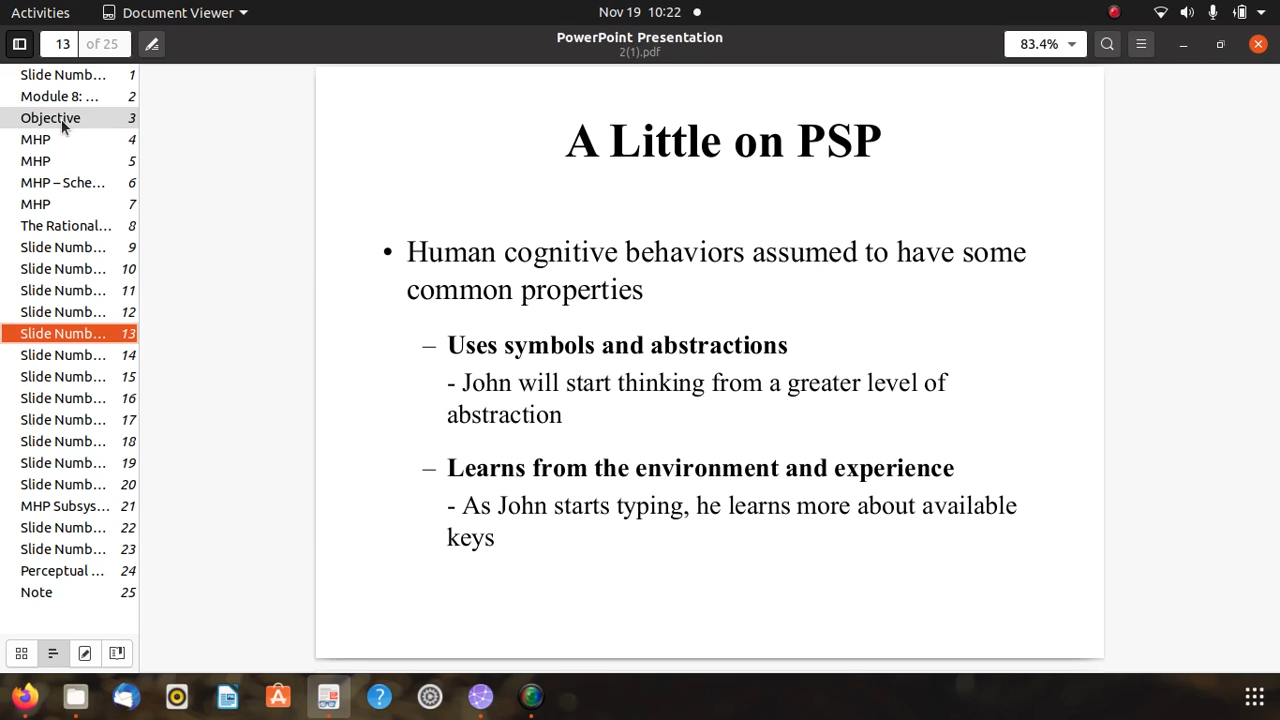 Activities Document Viewer Nov 19 10:22
13 of 25 PowerPoint Presentation 83.4%
2(1).pdf
Slide Numb... 1
Module 8: ... 2
Objective 3
MHP 4
MHP 5
MHP – Sche... 6
MHP 7
The Rational... 8
Slide Numb... 9
Slide Numb... 10
Slide Numb... 11
Slide Numb... 12
Slide Numb... 13
Slide Numb... 14
Slide Numb... 15
Slide Numb... 16
Slide Numb... 17
Slide Numb... 18
Slide Numb... 19
Slide Numb... 20
MHP Subsys... 21
Slide Numb... 22
Slide Numb... 23
Perceptual ... 24
Note 25
A Little on PSP
• Human cognitive behaviors assumed to have some
common properties
– Uses symbols and abstractions
- John will start thinking from a greater level of
abstraction
– Learns from the environment and experience
- As John starts typing, he learns more about available
keys